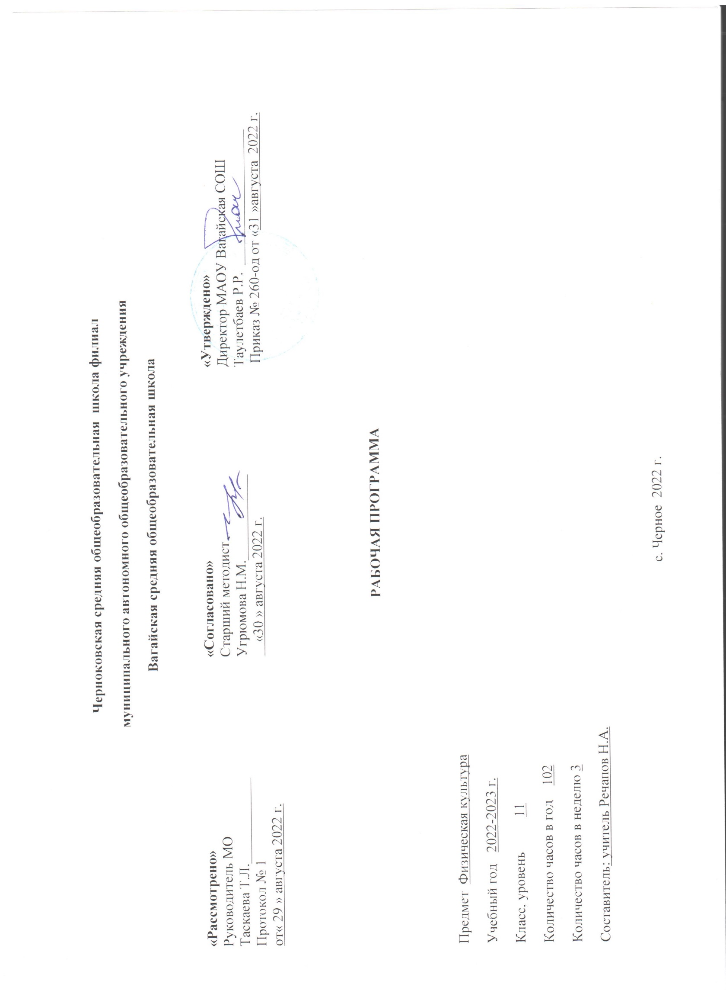 Черноковская средняя общеобразовательная школа филиал
муниципального автономного общеобразовательного учреждения
Вагайская средняя общеобразовательная школа
«Рассмотрено»
Руководитель МО
Таскаева Т.Л.
Протокол № 1
от« 29 » августа 2022 г.
«Согласовано»
Старший методист
Угрюмова Н.М.
«30 » августа 2022 г.
«Утверждено»
Директор МАОУ Вагайская СОШ
Таулетбаев Р.Р.
Приказ № 260-од от «31 »августа 2022 г.
РАБОЧАЯ ПРОГРАММА
Предмет Физическая культура
Учебный год 2022-2023 г.
Класс, уровень 11
Количество часов в год 102
Количество часов в неделю 3
Составитель: учитель Речапов Н.А.
с. Черное 2022 г.